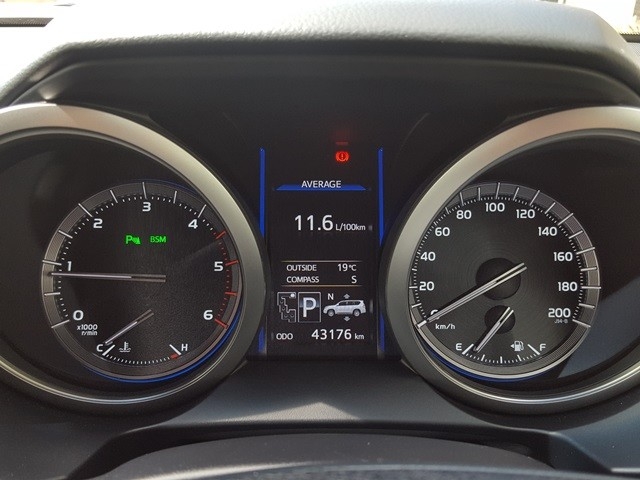 AVERAGE
11.6 L/100km
OUTSIDE 19°C
COMPASS S
P N
ODO 43176 km
BSM
0 1 2 3 4 5 6
x1000
r/min
C H
0 20 40 60 80 100 120 140 160 180 200
km/h
E F